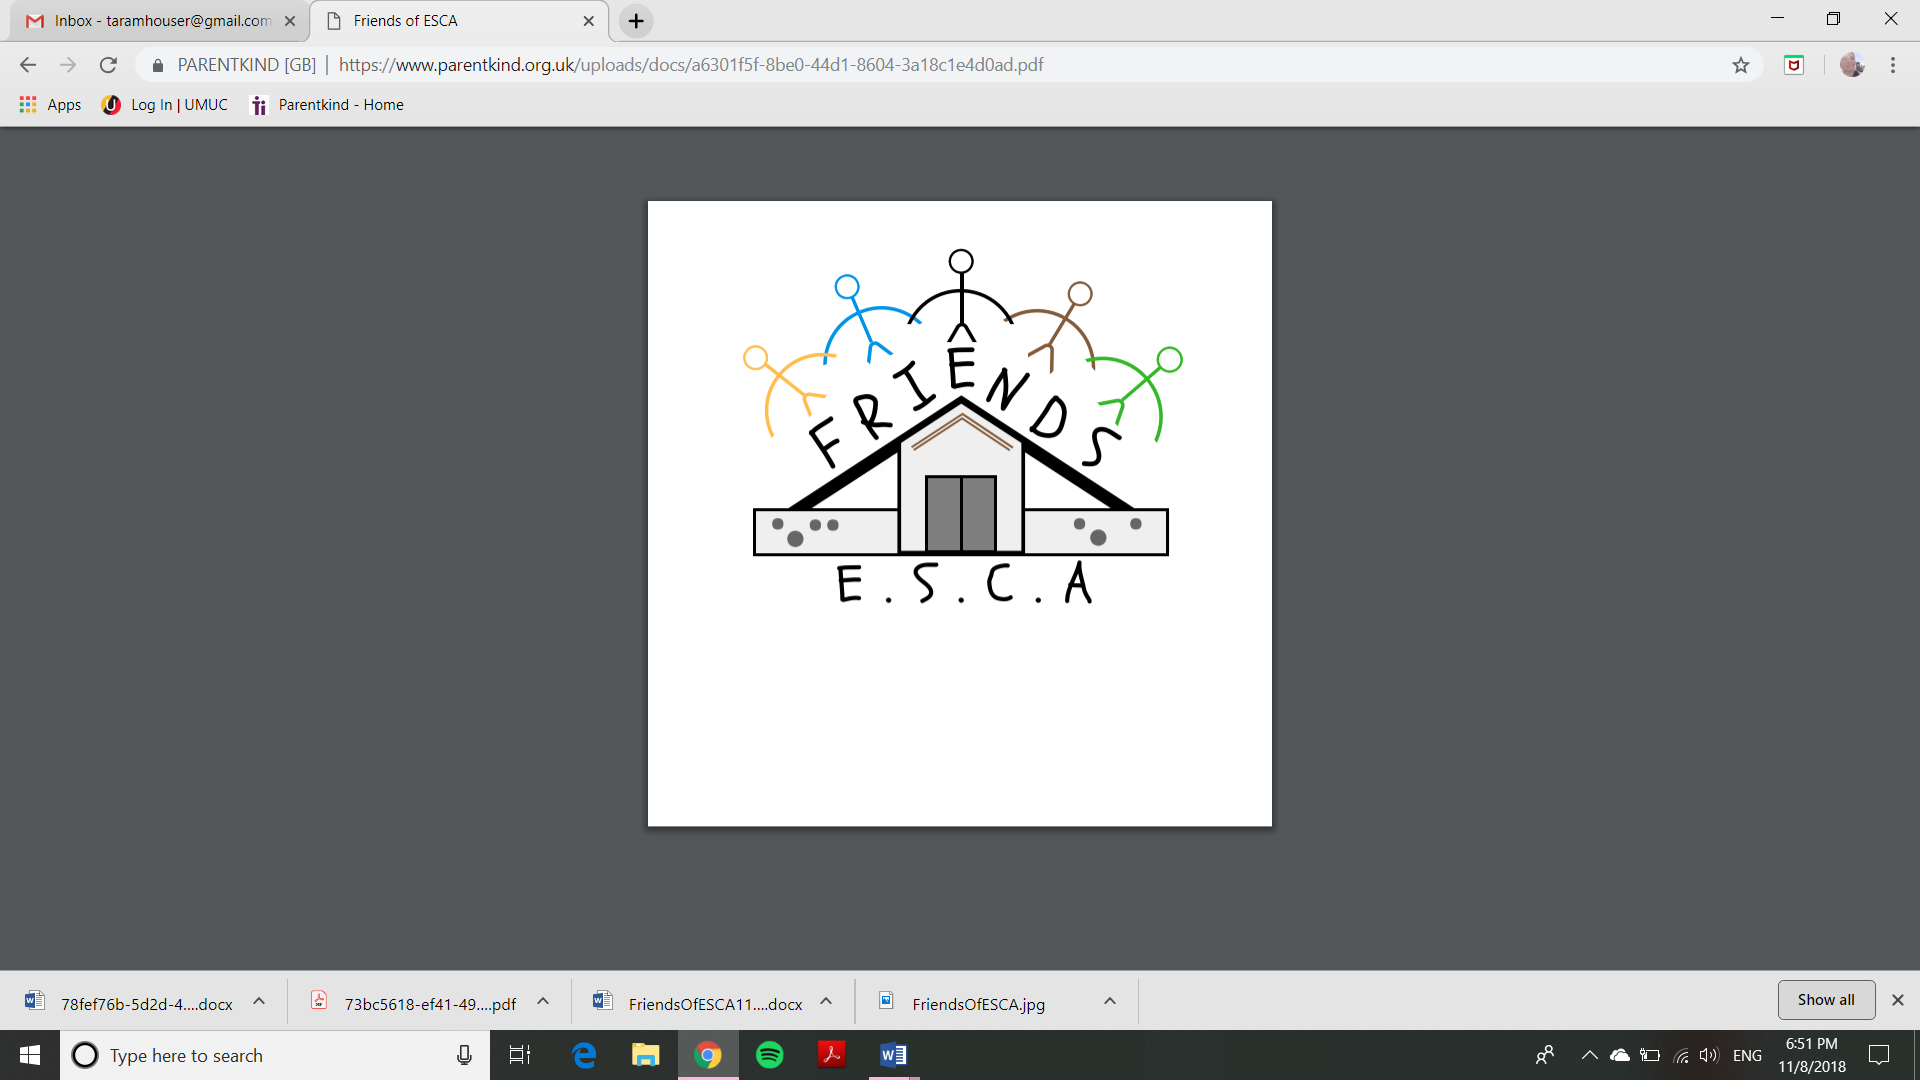 Inbox - taramhouser@gmail.com
Friends of ESCA
PARENTKIND [GB] | https://www.parentkind.org.uk/uploads/docs/a6301f5f-8be0-44d1-8604-3a18c1e4d0ad.pdf
Apps
Log In | UMUC
Parentkind - Home
FRIENDS
E.S.C.A
78fef76b-5d2d-4....docx
73bc5618-ef41-49....pdf
FriendsOfESCA11....docx
FriendsOfESCA.jpg
Show all
Type here to search
ENG
6:51 PM
11/8/2018